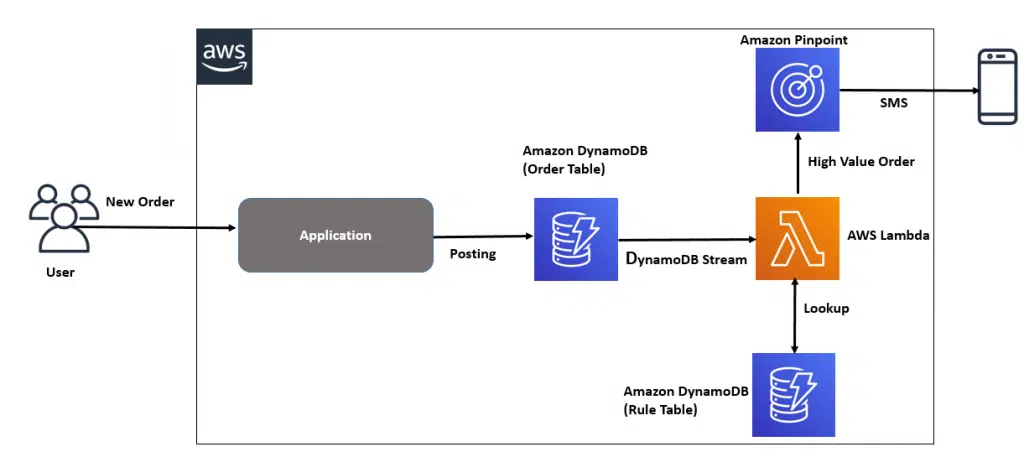 aws
Amazon Pinpoint
SMS
Amazon DynamoDB
(Order Table)
High Value Order
New Order
Application
Posting
DynamoDB Stream
AWS Lambda
User
Lookup
Amazon DynamoDB
(Rule Table)